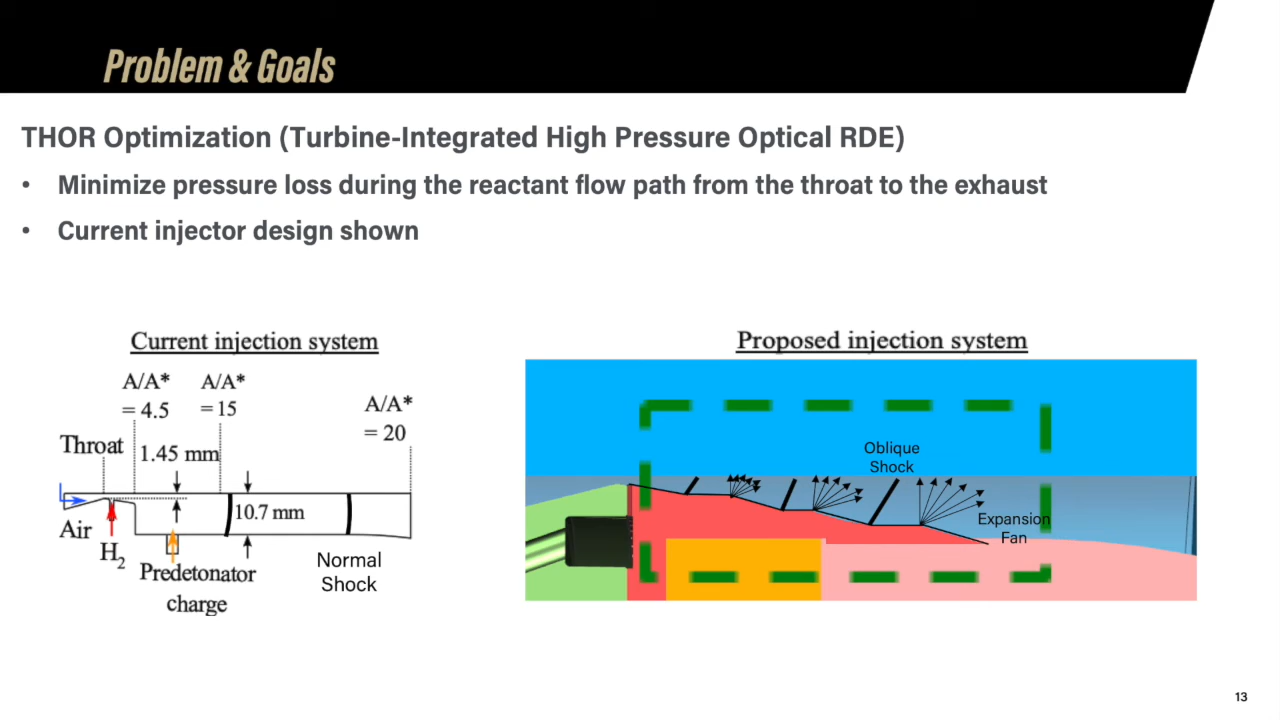 Problem & Goals
THOR Optimization (Turbine-Integrated High Pressure Optical RDE)
• Minimize pressure loss during the reactant flow path from the throat to the exhaust
• Current injector design shown
Current injection system
A/A*
= 4.5
A/A*
= 15
A/A*
= 20
Throat
1.45 mm
10.7 mm
Air
H₂
Predetonator
charge
Normal
Shock
Proposed injection system
Oblique
Shock
Expansion
Fan
13